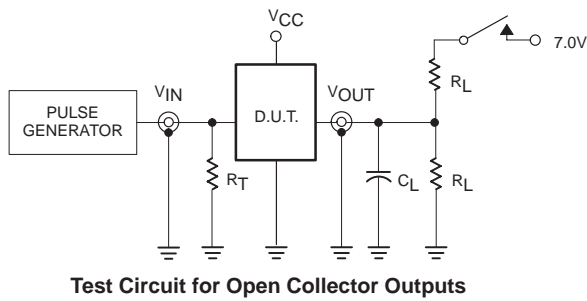 VCC
7.0V
RL
VIN
VOUT
PULSE
GENERATOR
D.U.T.
RT
CL
RL
Test Circuit for Open Collector Outputs